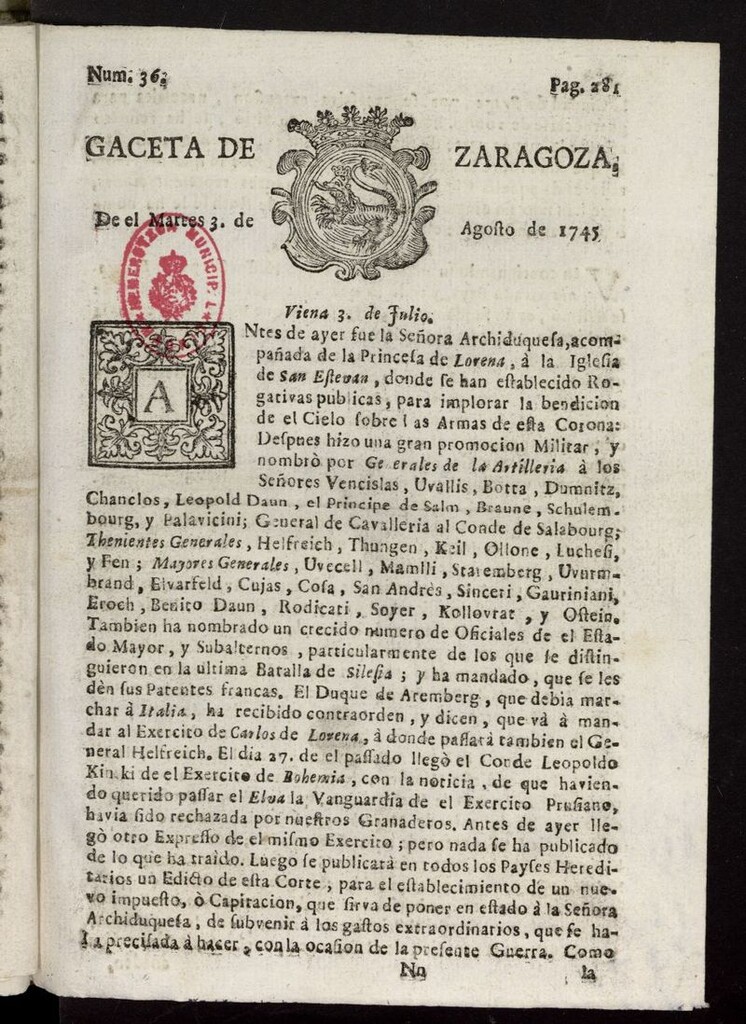 Num. 36.
Pag. 281
GACETA DE ZARAGOZA,
De el Martes 3. de Agosto de 1745
HEMEROTECA MUNICIPAL
Viena 3. de Julio.
ANtes de ayer fue la Señora Archiduquesa, acom-
pañada de la Princesa de Lorena, à la Iglesia
de San Estevan, donde se han establecido Ro-
gativas publicas, para implorar la bendicion
de el Cielo sobre las Armas de esta Corona:
Despues hizo una gran promocion Militar, y
nombrò por Generales de la Artilleria à los
Señores Vencislas, Uvallis, Botta, Dumnitz,
Chanclos, Leopold Daun, el Principe de Salm, Braune, Schulem-
bourg, y Palavicini; General de Cavalleria al Conde de Salabourg;
Thenientes Generales, Helfreich, Thungen, Keil, Ollone, Luchesi,
y Fen; Mayores Generales, Uvecell, Mamlli, Staremberg, Uvurm-
brand, Elvarfeld, Cujas, Cosa, San Andrès, Sinceri, Gauriniani,
Eroch, Benito Daun, Rodicati, Soyer, Kollovrat, y Ostein.
Tambien ha nombrado un crecido numero de Oficiales de el Esta-
do Mayor, y Subalternos, particularmente de los que se distin-
guieron en la ultima Batalla de Silesia; y ha mandado, que se les
dèn sus Patentes francas. El Duque de Aremberg, que debia mar-
char à Italia, ha recibido contraorden, y dicen, que và à man-
dar al Exercito de Carlos de Lorena, à donde passarà tambien el Ge-
neral Helfreich. El dia 27. de el passado llegò el Conde Leopoldo
Kinski de el Exercito de Bohemia, con la noticia, de que havien-
do querido passar el Elva la Vanguardia de el Exercito Prusiano,
havia sido rechazada por nuestros Granaderos. Antes de ayer lle-
gò otro Expresso de el mismo Exercito; pero nada se ha publicado
de lo que ha traido. Luego se publicarà en todos los Payses Heredi-
tarios un Edicto de esta Corte, para el establecimiento de un nue-
vo impuesto, ò Capitacion, que sirva de poner en estado à la Señora
Archiduquesa, de subvenir à los gastos extraordinarios, que se ha-
lla precisada à hacer, con la ocasion de la presente Guerra. Como
Nn la